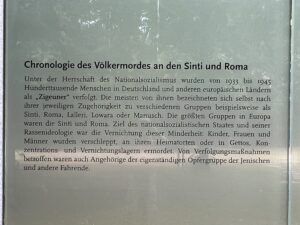 Chronologie des Völkermordes an den Sinti und Roma
Unter der Herrschaft des Nationalsozialismus wurden von 1933 bis 1945
Hunderttausende Menschen in Deutschland und anderen europäischen Ländern
als „Zigeuner“ verfolgt. Die meisten von ihnen bezeichneten sich selbst nach
ihrer jeweiligen Zugehörigkeit zu verschiedenen Gruppen beispielsweise als
Sinti, Roma, Lalleri, Lowara oder Manusch. Die größten Gruppen in Europa
waren die Sinti und Roma. Ziel des nationalsozialistischen Staates und seiner
Rassenideologie war die Vernichtung dieser Minderheit: Kinder, Frauen und
Männer wurden verschleppt, an ihren Heimatorten oder in Gettos, Kon-
zentrations- und Vernichtungslagern ermordet. Von Verfolgungsmaßnahmen
betroffen waren auch Angehörige der eigenständigen Opfergruppe der Jenischen
und andere Fahrende.